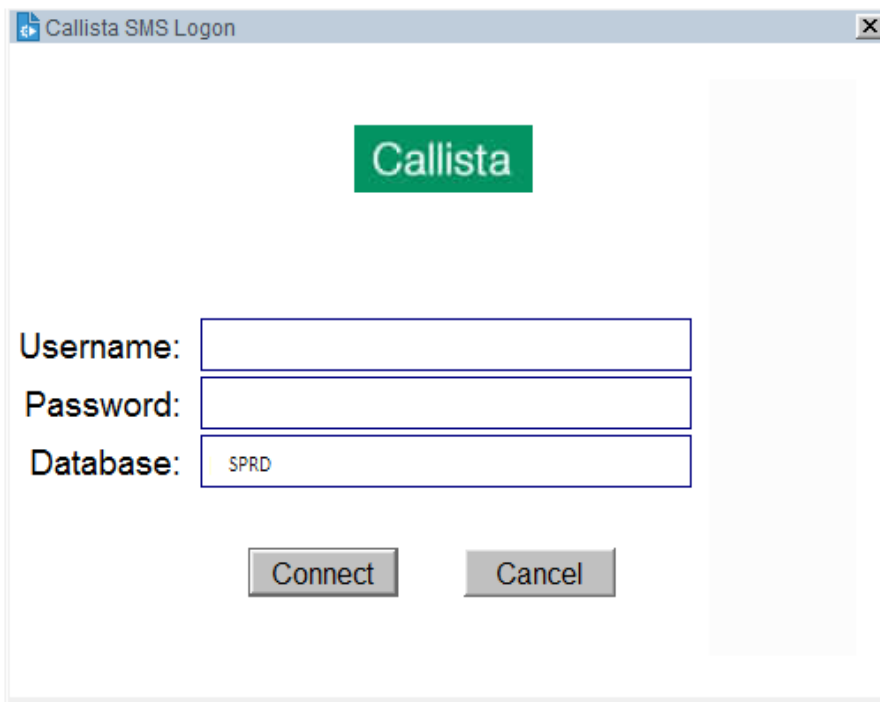 Callista SMS Logon
Callista
Username:
Password:
Database: SPRD
Connect Cancel